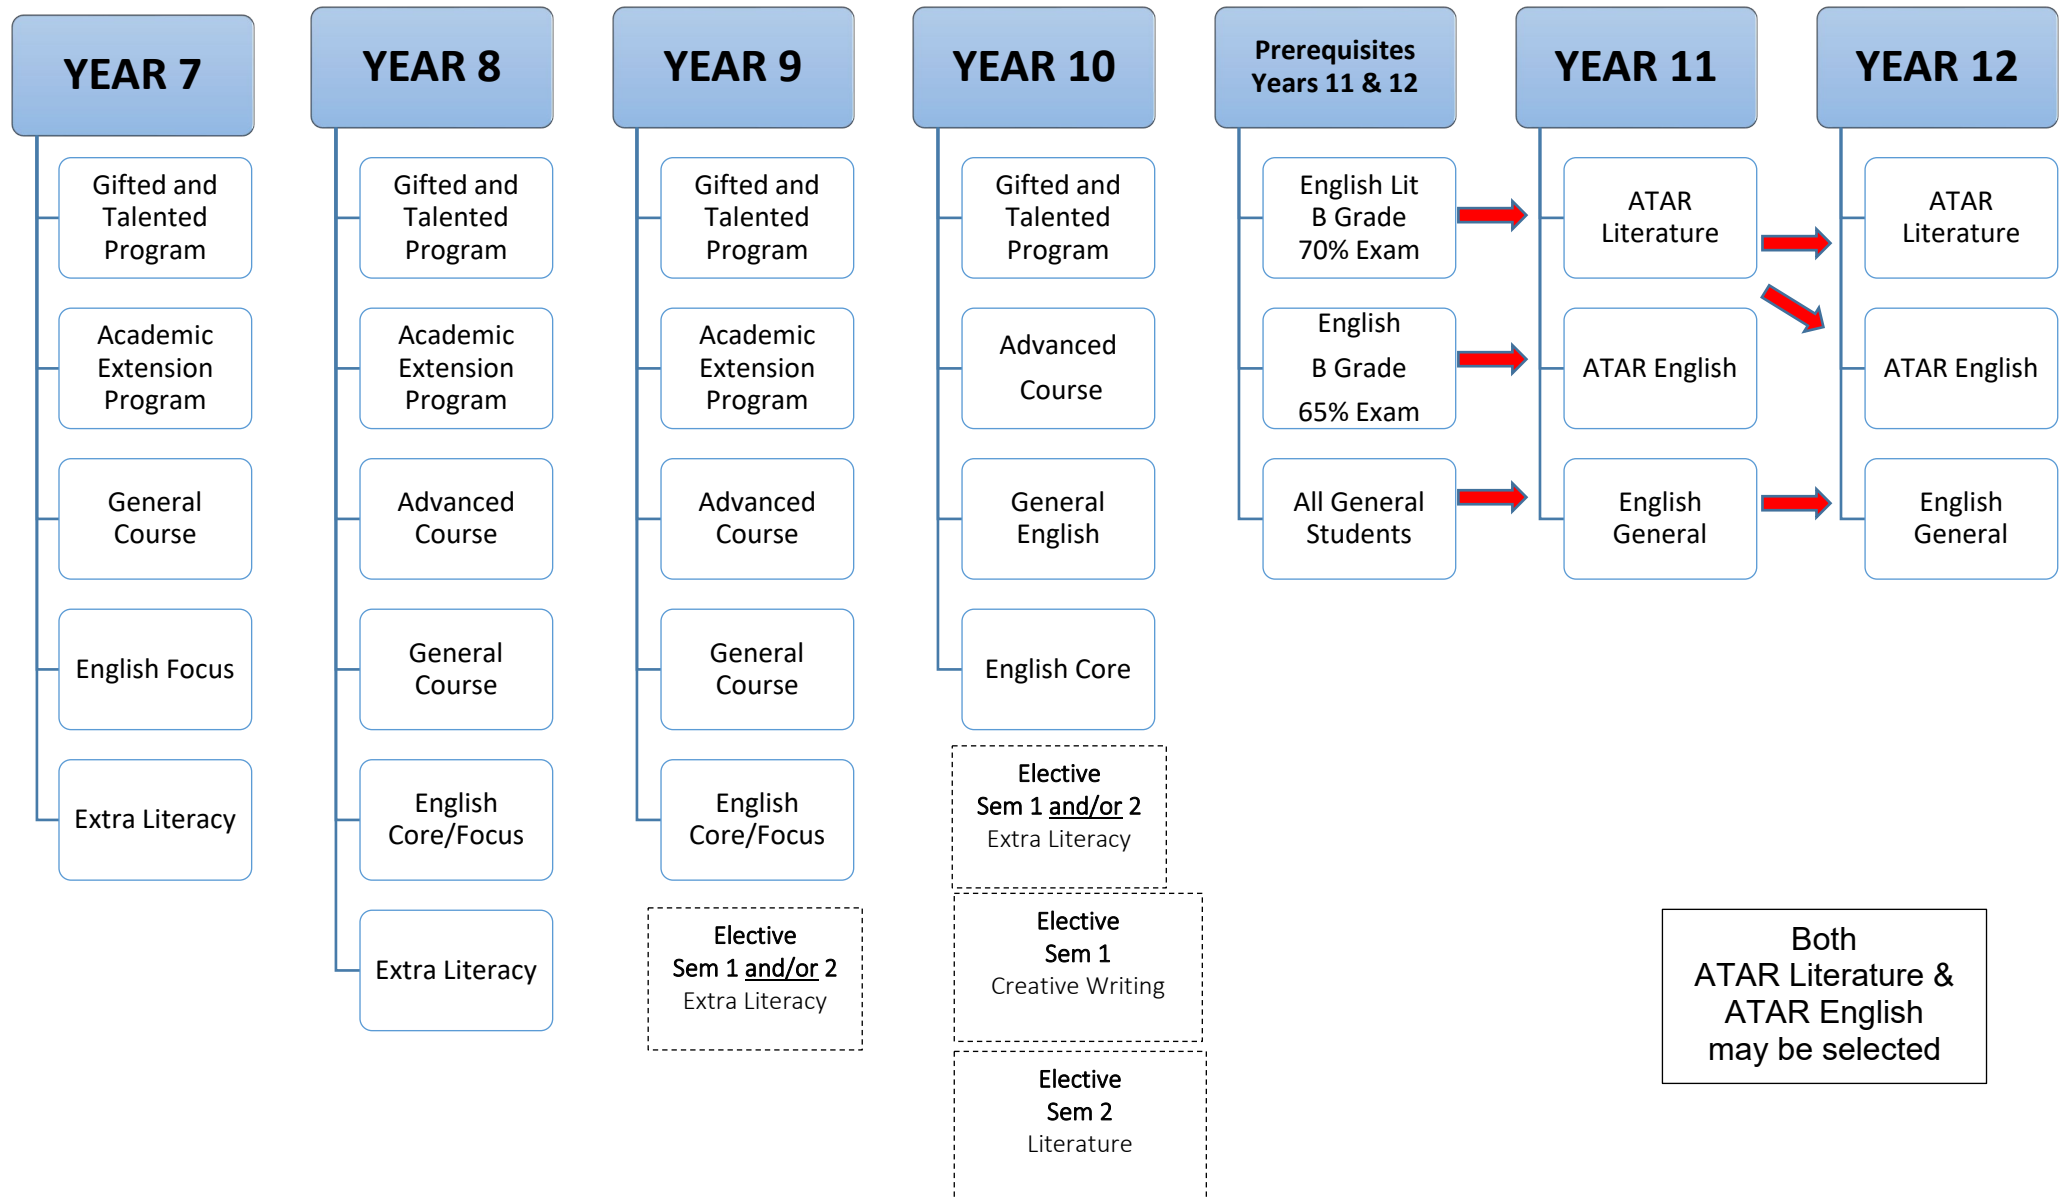 YEAR 7
Gifted and
Talented
Program
Academic
Extension
Program
General
Course
English Focus
Extra Literacy
YEAR 8
Gifted and
Talented
Program
Academic
Extension
Program
Advanced
Course
General
Course
English
Core/Focus
Extra Literacy
YEAR 9
Gifted and
Talented
Program
Academic
Extension
Program
Advanced
Course
General
Course
English
Core/Focus
Elective
Sem 1 and/or 2
Extra Literacy
YEAR 10
Gifted and
Talented
Program
Advanced
Course
General
English
English Core
Elective
Sem 1 and/or 2
Extra Literacy
Elective
Sem 1
Creative Writing
Elective
Sem 2
Literature
Prerequisites
Years 11 & 12
English Lit
B Grade
70% Exam
English
B Grade
65% Exam
All General
Students
YEAR 11
ATAR
Literature
ATAR English
English
General
YEAR 12
ATAR
Literature
ATAR English
English
General
Both
ATAR Literature &
ATAR English
may be selected